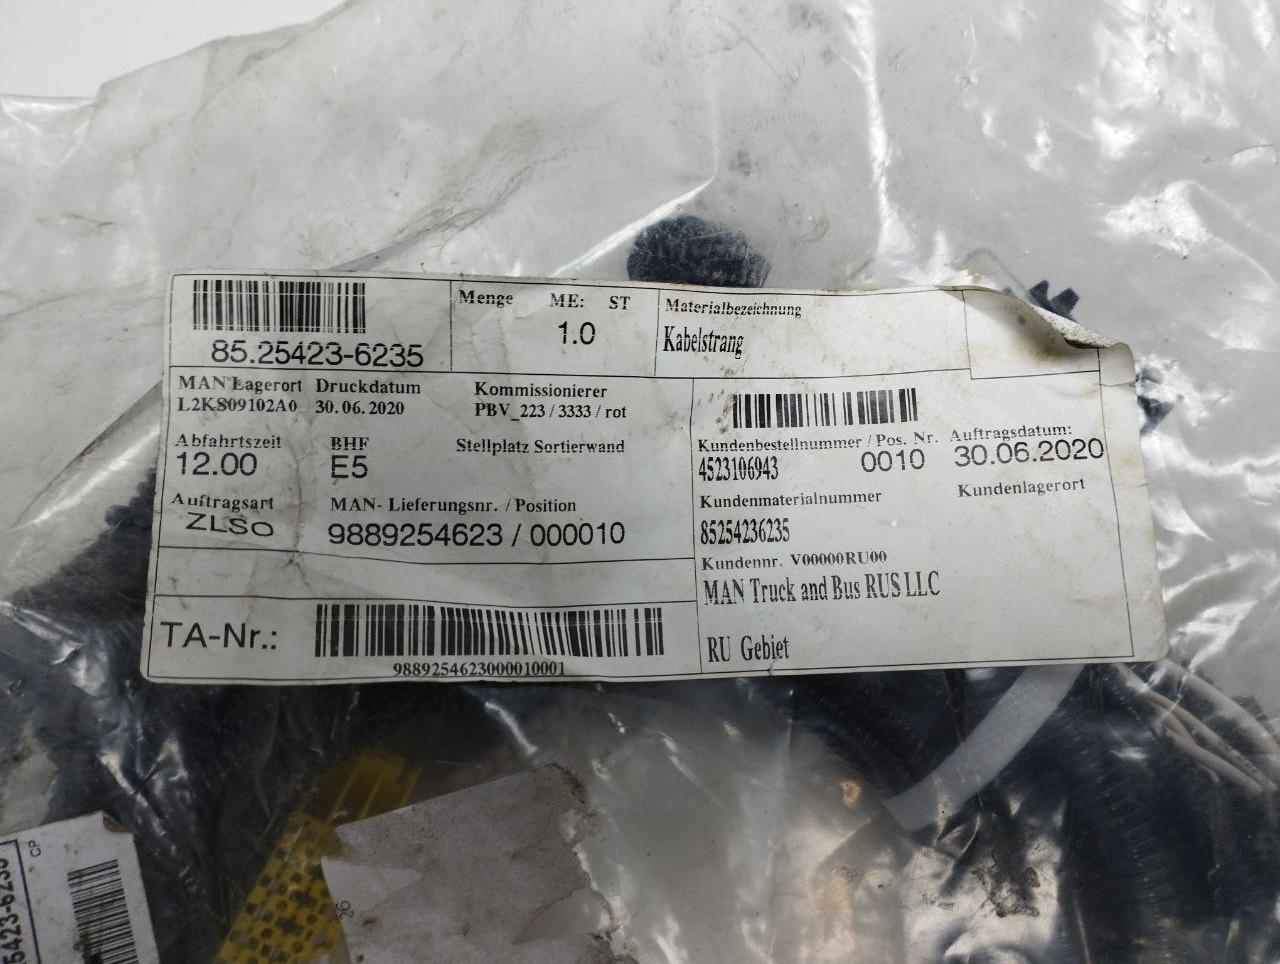 85.25423-6235
Menge ME: ST
1.0
Materialbezeichnung
Kabelstrang
MAN Lagerort Druckdatum Kommissionierer
L2KS09102A0 30.06.2020 PBV_223 / 3333 / rot
Abfahrtszeit BHF Stellplatz Sortierwand
12.00 E5
Auftragsart MAN- Lieferungsnr. / Position
ZLSO 9889254623 / 000010
TA-Nr.:
9889254623000010001
Kundenbestellnummer / Pos. Nr. Auftragsdatum:
4523106943 0010 30.06.2020
Kundenmaterialnummer Kundenlagerort
85254236235
Kundennr. V00000RU00
MAN Truck and Bus RUS LLC
RU Gebiet
5423-6235
CP